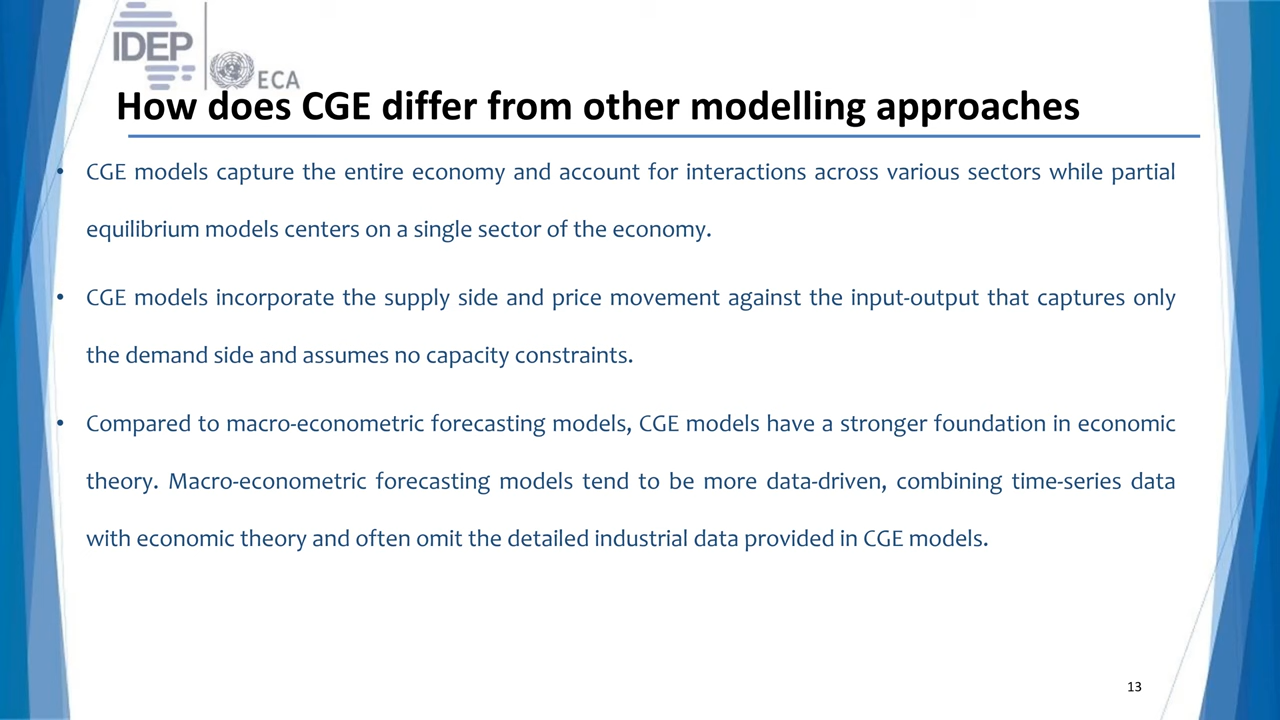 IDEP
ECA
How does CGE differ from other modelling approaches
• CGE models capture the entire economy and account for interactions across various sectors while partial
equilibrium models centers on a single sector of the economy.
• CGE models incorporate the supply side and price movement against the input-output that captures only
the demand side and assumes no capacity constraints.
• Compared to macro-econometric forecasting models, CGE models have a stronger foundation in economic
theory. Macro-econometric forecasting models tend to be more data-driven, combining time-series data
with economic theory and often omit the detailed industrial data provided in CGE models.
13